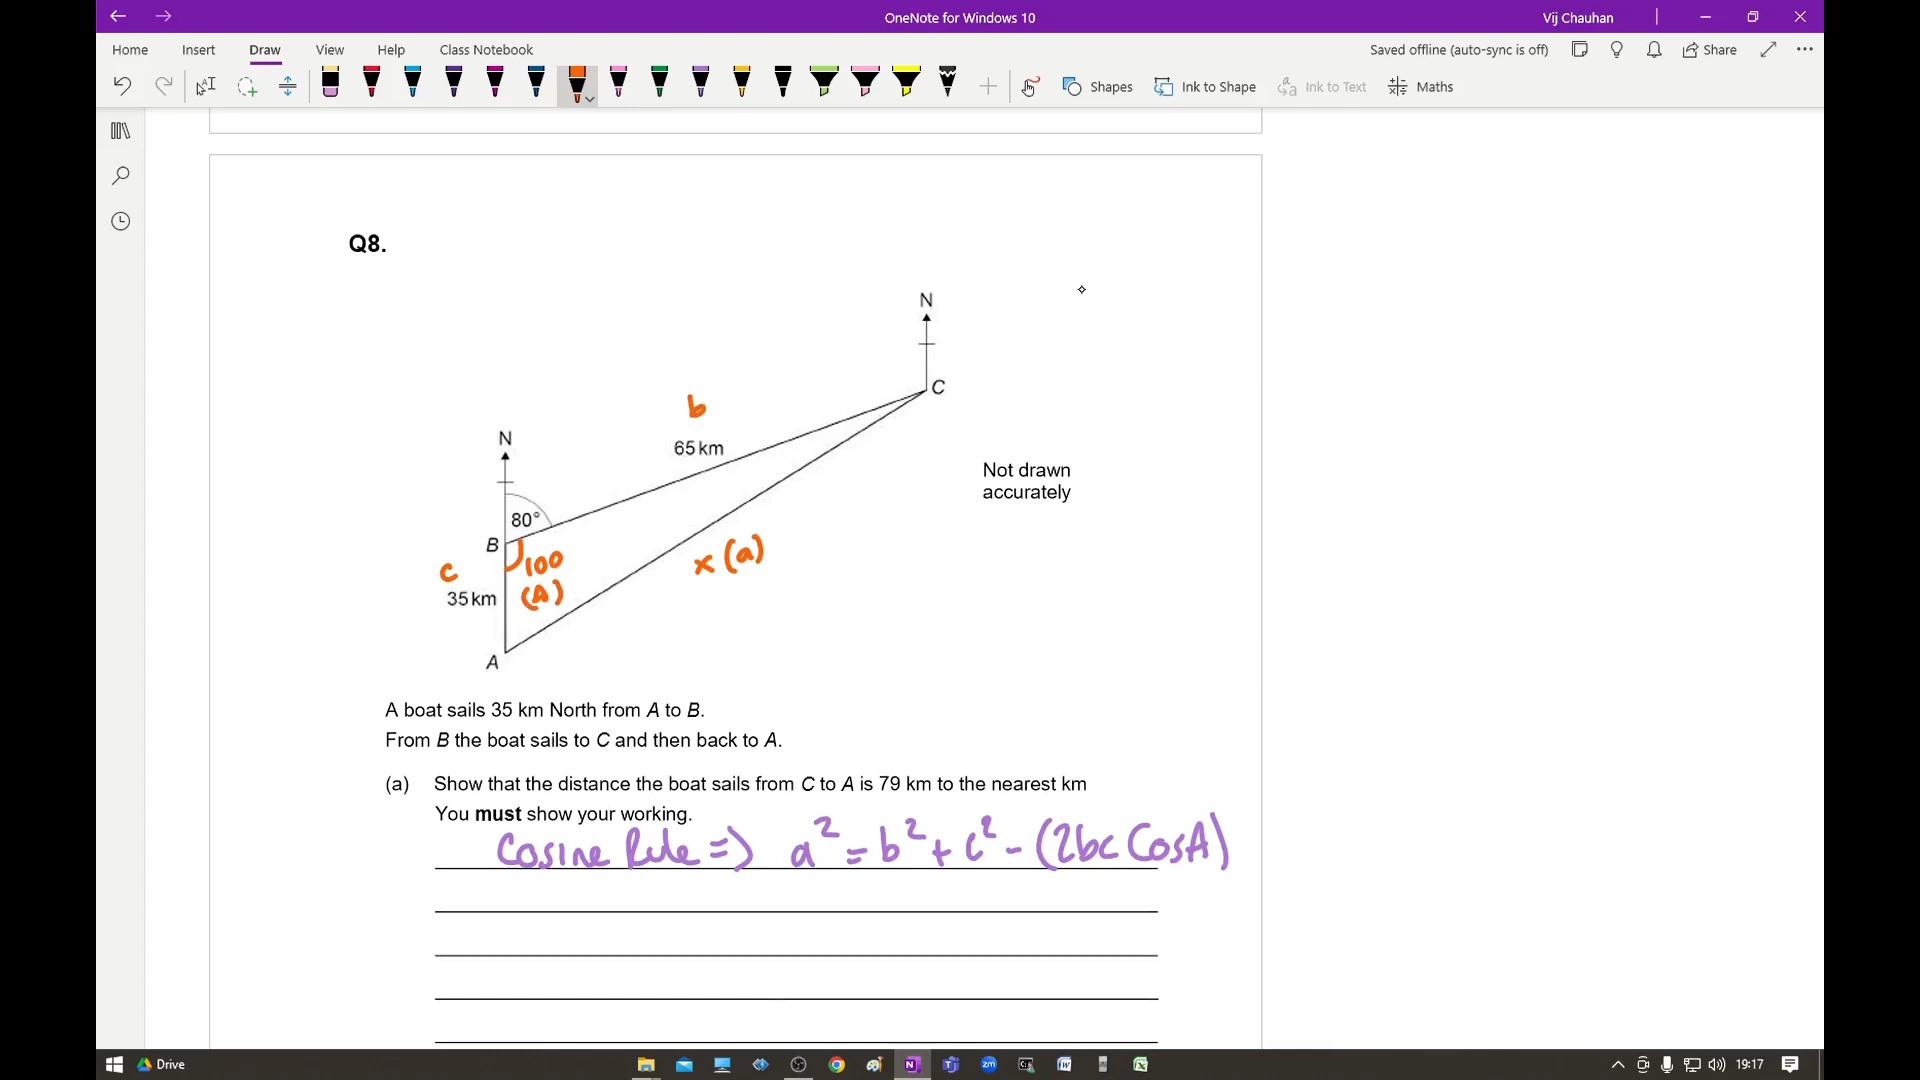 OneNote for Windows 10
Vij Chauhan
Home Insert Draw View Help Class Notebook
Saved offline (auto-sync is off)
Share
Shapes
Ink to Shape
Ink to Text
Maths
Q8.
N
C
b
65 km
N
Not drawn
accurately
80°
B
100
(A)
x (a)
c
35 km
A
A boat sails 35 km North from A to B.
From B the boat sails to C and then back to A.
(a) Show that the distance the boat sails from C to A is 79 km to the nearest km
You must show your working.
Cosine Rule => a² = b² + c² - (2bc CosA)
Drive
19:17